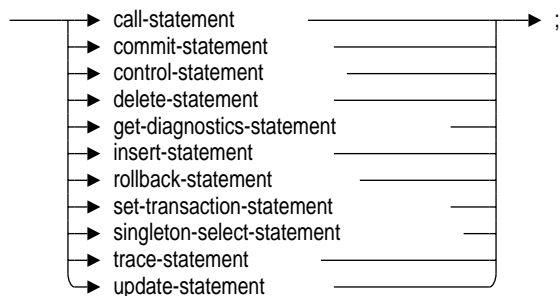 call-statement ;
commit-statement
control-statement
delete-statement
get-diagnostics-statement
insert-statement
rollback-statement
set-transaction-statement
singleton-select-statement
trace-statement
update-statement